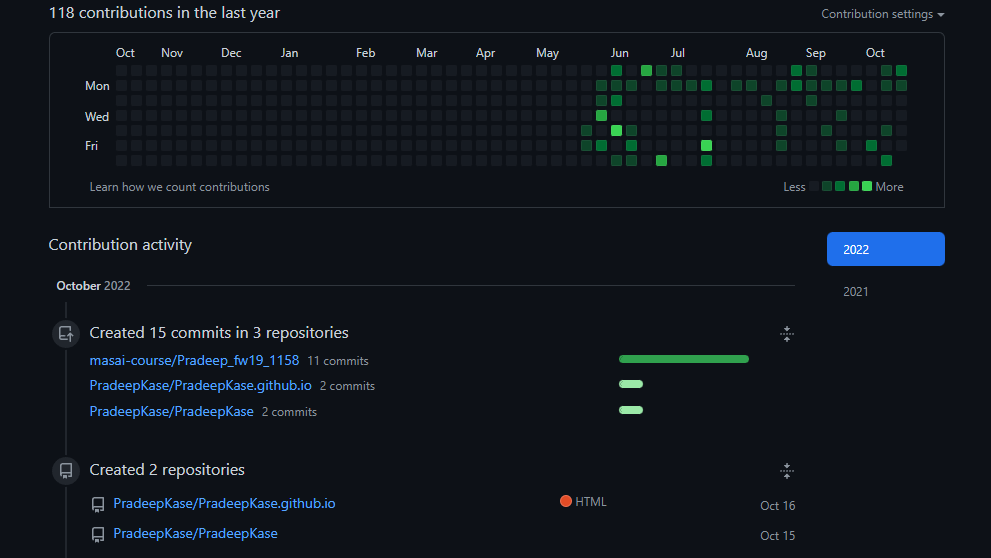 118 contributions in the last year
Contribution settings
Oct Nov Dec Jan Feb Mar Apr May Jun Jul Aug Sep Oct
Mon
Wed
Fri
Learn how we count contributions
Less More
Contribution activity
2022
2021
October 2022
Created 15 commits in 3 repositories
masai-course/Pradeep_fw19_1158 11 commits
PradeepKase/PradeepKase.github.io 2 commits
PradeepKase/PradeepKase 2 commits
Created 2 repositories
PradeepKase/PradeepKase.github.io HTML Oct 16
PradeepKase/PradeepKase Oct 15